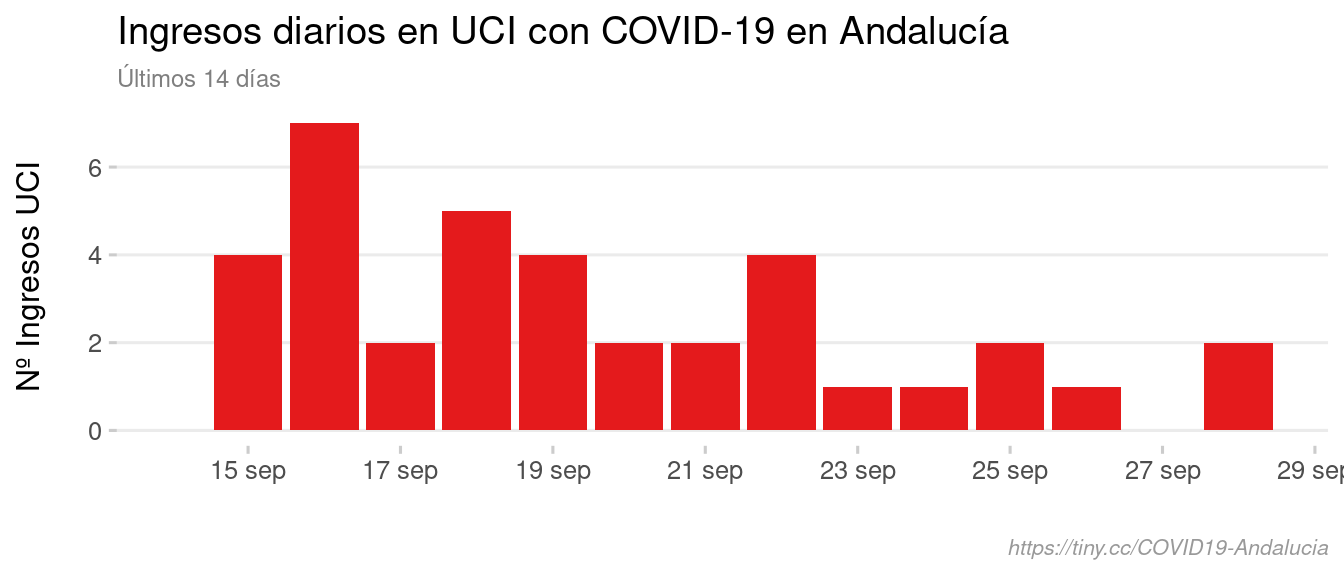 Ingresos diarios en UCI con COVID-19 en Andalucía
Últimos 14 días
Nº Ingresos UCI
6
4
2
0
15 sep 17 sep 19 sep 21 sep 23 sep 25 sep 27 sep 29 sep
https://tiny.cc/COVID19-Andalucia